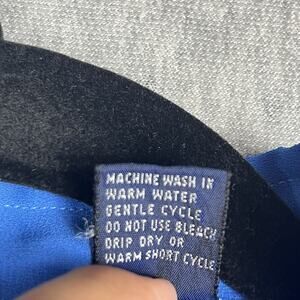 MACHINE WASH IN
WARM WATER
GENTLE CYCLE
DO NOT USE BLEACH
DRIP DRY OR
WARM SHORT CYCLE